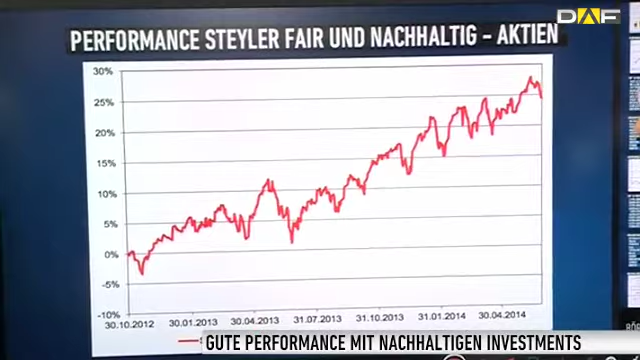 DAF
PERFORMANCE STEYLER FAIR UND NACHHALTIG – AKTIEN
30%
25%
20%
15%
10%
5%
0%
-5%
-10%
30.10.2012 30.01.2013 30.04.2013 31.07.2013 30.10.2013 31.01.2014 30.04.2014
GUTE PERFORMANCE MIT NACHHALTIGEN INVESTMENTS